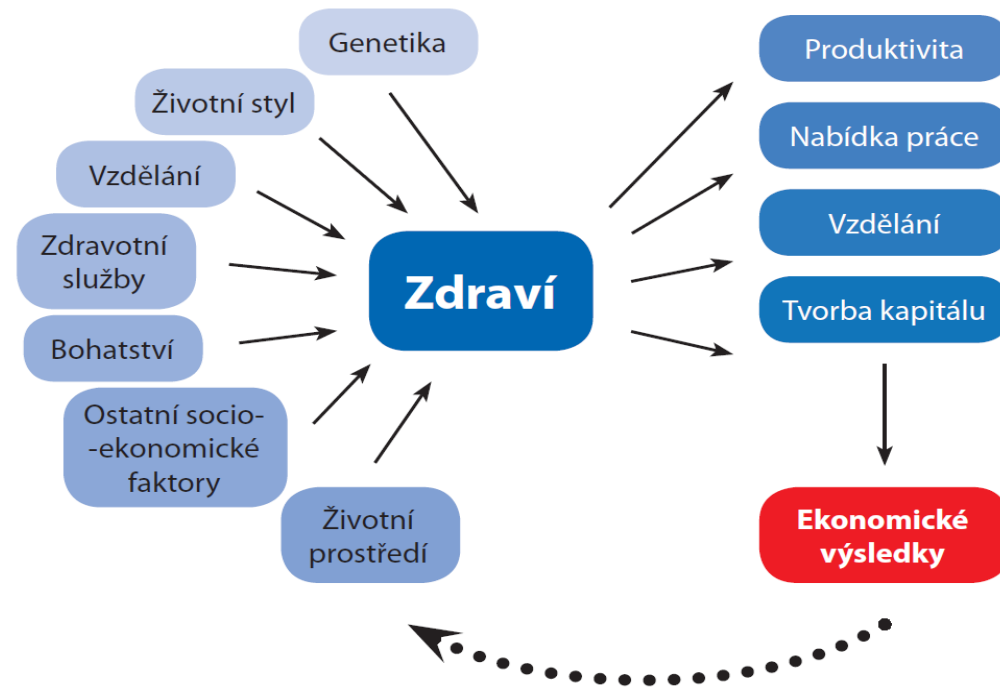 Genetika
Životní styl
Vzdělání
Zdravotní
služby
Bohatství
Ostatní socio-
-ekonomické
faktory
Životní
prostředí
Zdraví
Produktivita
Nabídka práce
Vzdělání
Tvorba kapitálu
Ekonomické
výsledky